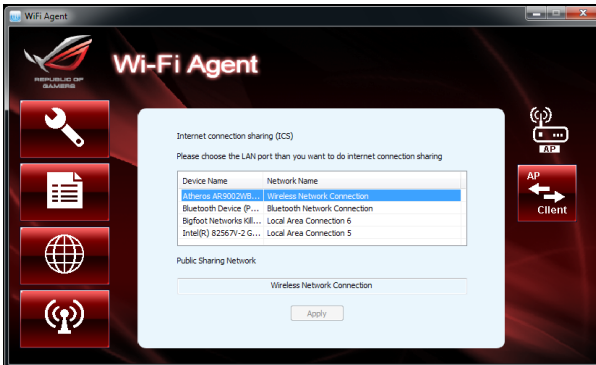 WiFi Agent
REPUBLIC OF
GAMERS
Wi-Fi Agent
Internet connection sharing (ICS)
Please choose the LAN port than you want to do internet connection sharing
Device Name Network Name
Atheros AR9002WB... Wireless Network Connection
Bluetooth Device (P... Bluetooth Network Connection
Bigfoot Networks Kill... Local Area Connection 6
Intel(R) 82567V-2 G... Local Area Connection 5
Public Sharing Network
Wireless Network Connection
Apply
AP
AP
Client